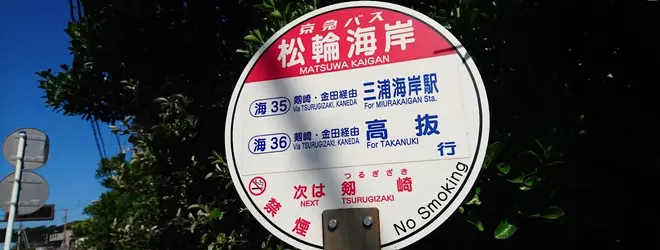 京急バス
松輪海岸
MATSUWA KAIGAN
海35 剱崎・金田経由 三浦海岸駅
Via TSURUGIZAKI, KANEDA For MIURAKAIGAN Sta.
海36 剱崎・金田経由 高抜
Via TSURUGIZAKI, KANEDA For TAKANUKI
行
つるぎざき
次は 剱崎
NEXT TSURUGIZAKI
禁煙
No Smoking